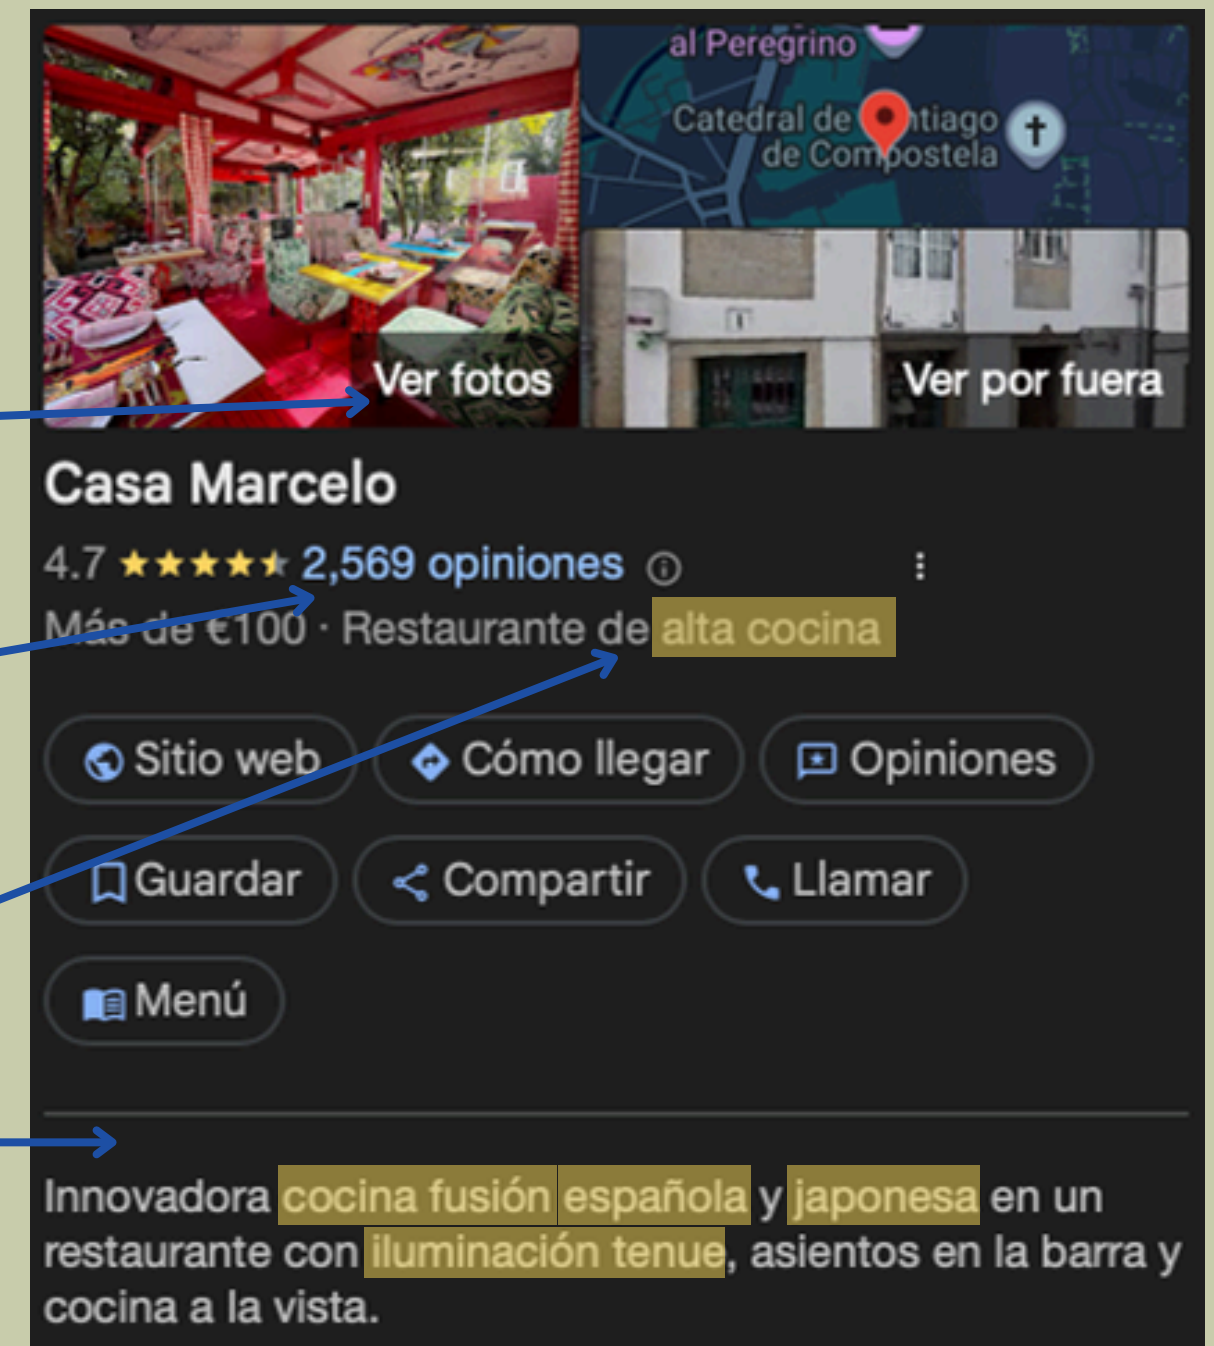 al Peregrino
Catedral de ntiago
de Compostela
Ver fotos
Ver por fuera
Casa Marcelo
4.7 2,569 opiniones
Más de €100 · Restaurante de alta cocina
Sitio web Cómo llegar Opiniones
Guardar Compartir Llamar
Menú
Innovadora cocina fusión española y japonesa en un
restaurante con iluminación tenue, asientos en la barra y
cocina a la vista.